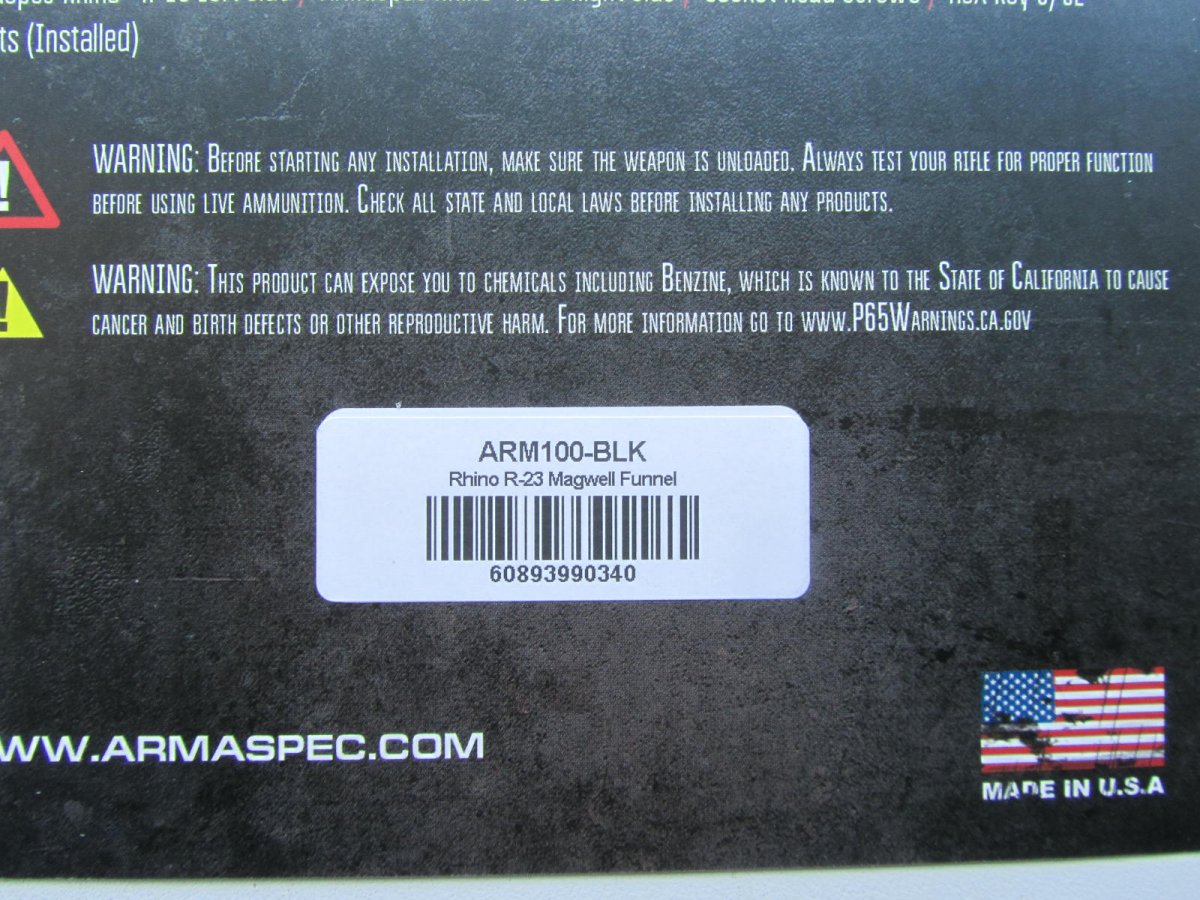 ts (Installed)
WARNING: Before starting any installation, make sure the weapon is unloaded. Always test your rifle for proper function
before using live ammunition. Check all state and local laws before installing any products.
WARNING: This product can expose you to chemicals including Benzine, which is known to the State of California to cause
cancer and birth defects or other reproductive harm. For more information go to www.P65Warnings.ca.gov
ARM100-BLK
Rhino R-23 Magwell Funnel
60893990340
WW.ARMASPEC.COM
MADE IN U.S.A